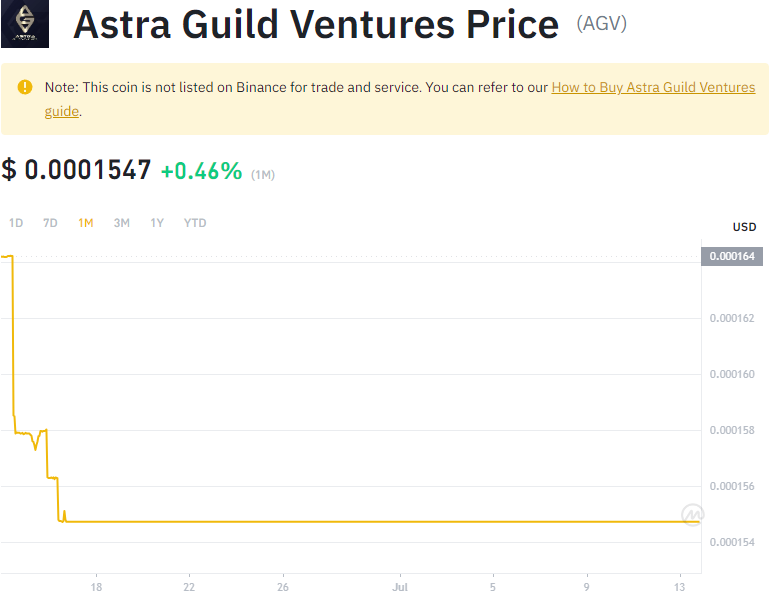 Astra Guild Ventures Price (AGV)
Note: This coin is not listed on Binance for trade and service. You can refer to our How to Buy Astra Guild Ventures
guide.
$ 0.0001547 +0.46% (1M)
1D 7D 1M 3M 1Y YTD
USD
0.000164
0.000162
0.000160
0.000158
0.000156
0.000154
18 22 26 Jul 5 9 13